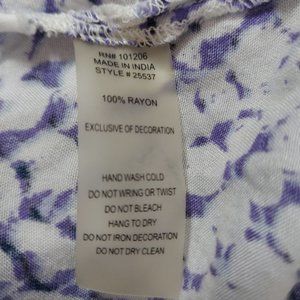 RN# 101206
MADE IN INDIA
STYLE # 25537
100% RAYON
EXCLUSIVE OF DECORATION
HAND WASH COLD
DO NOT WRING OR TWIST
DO NOT BLEACH
HANG TO DRY
DO NOT IRON DECORATION
DO NOT DRY CLEAN